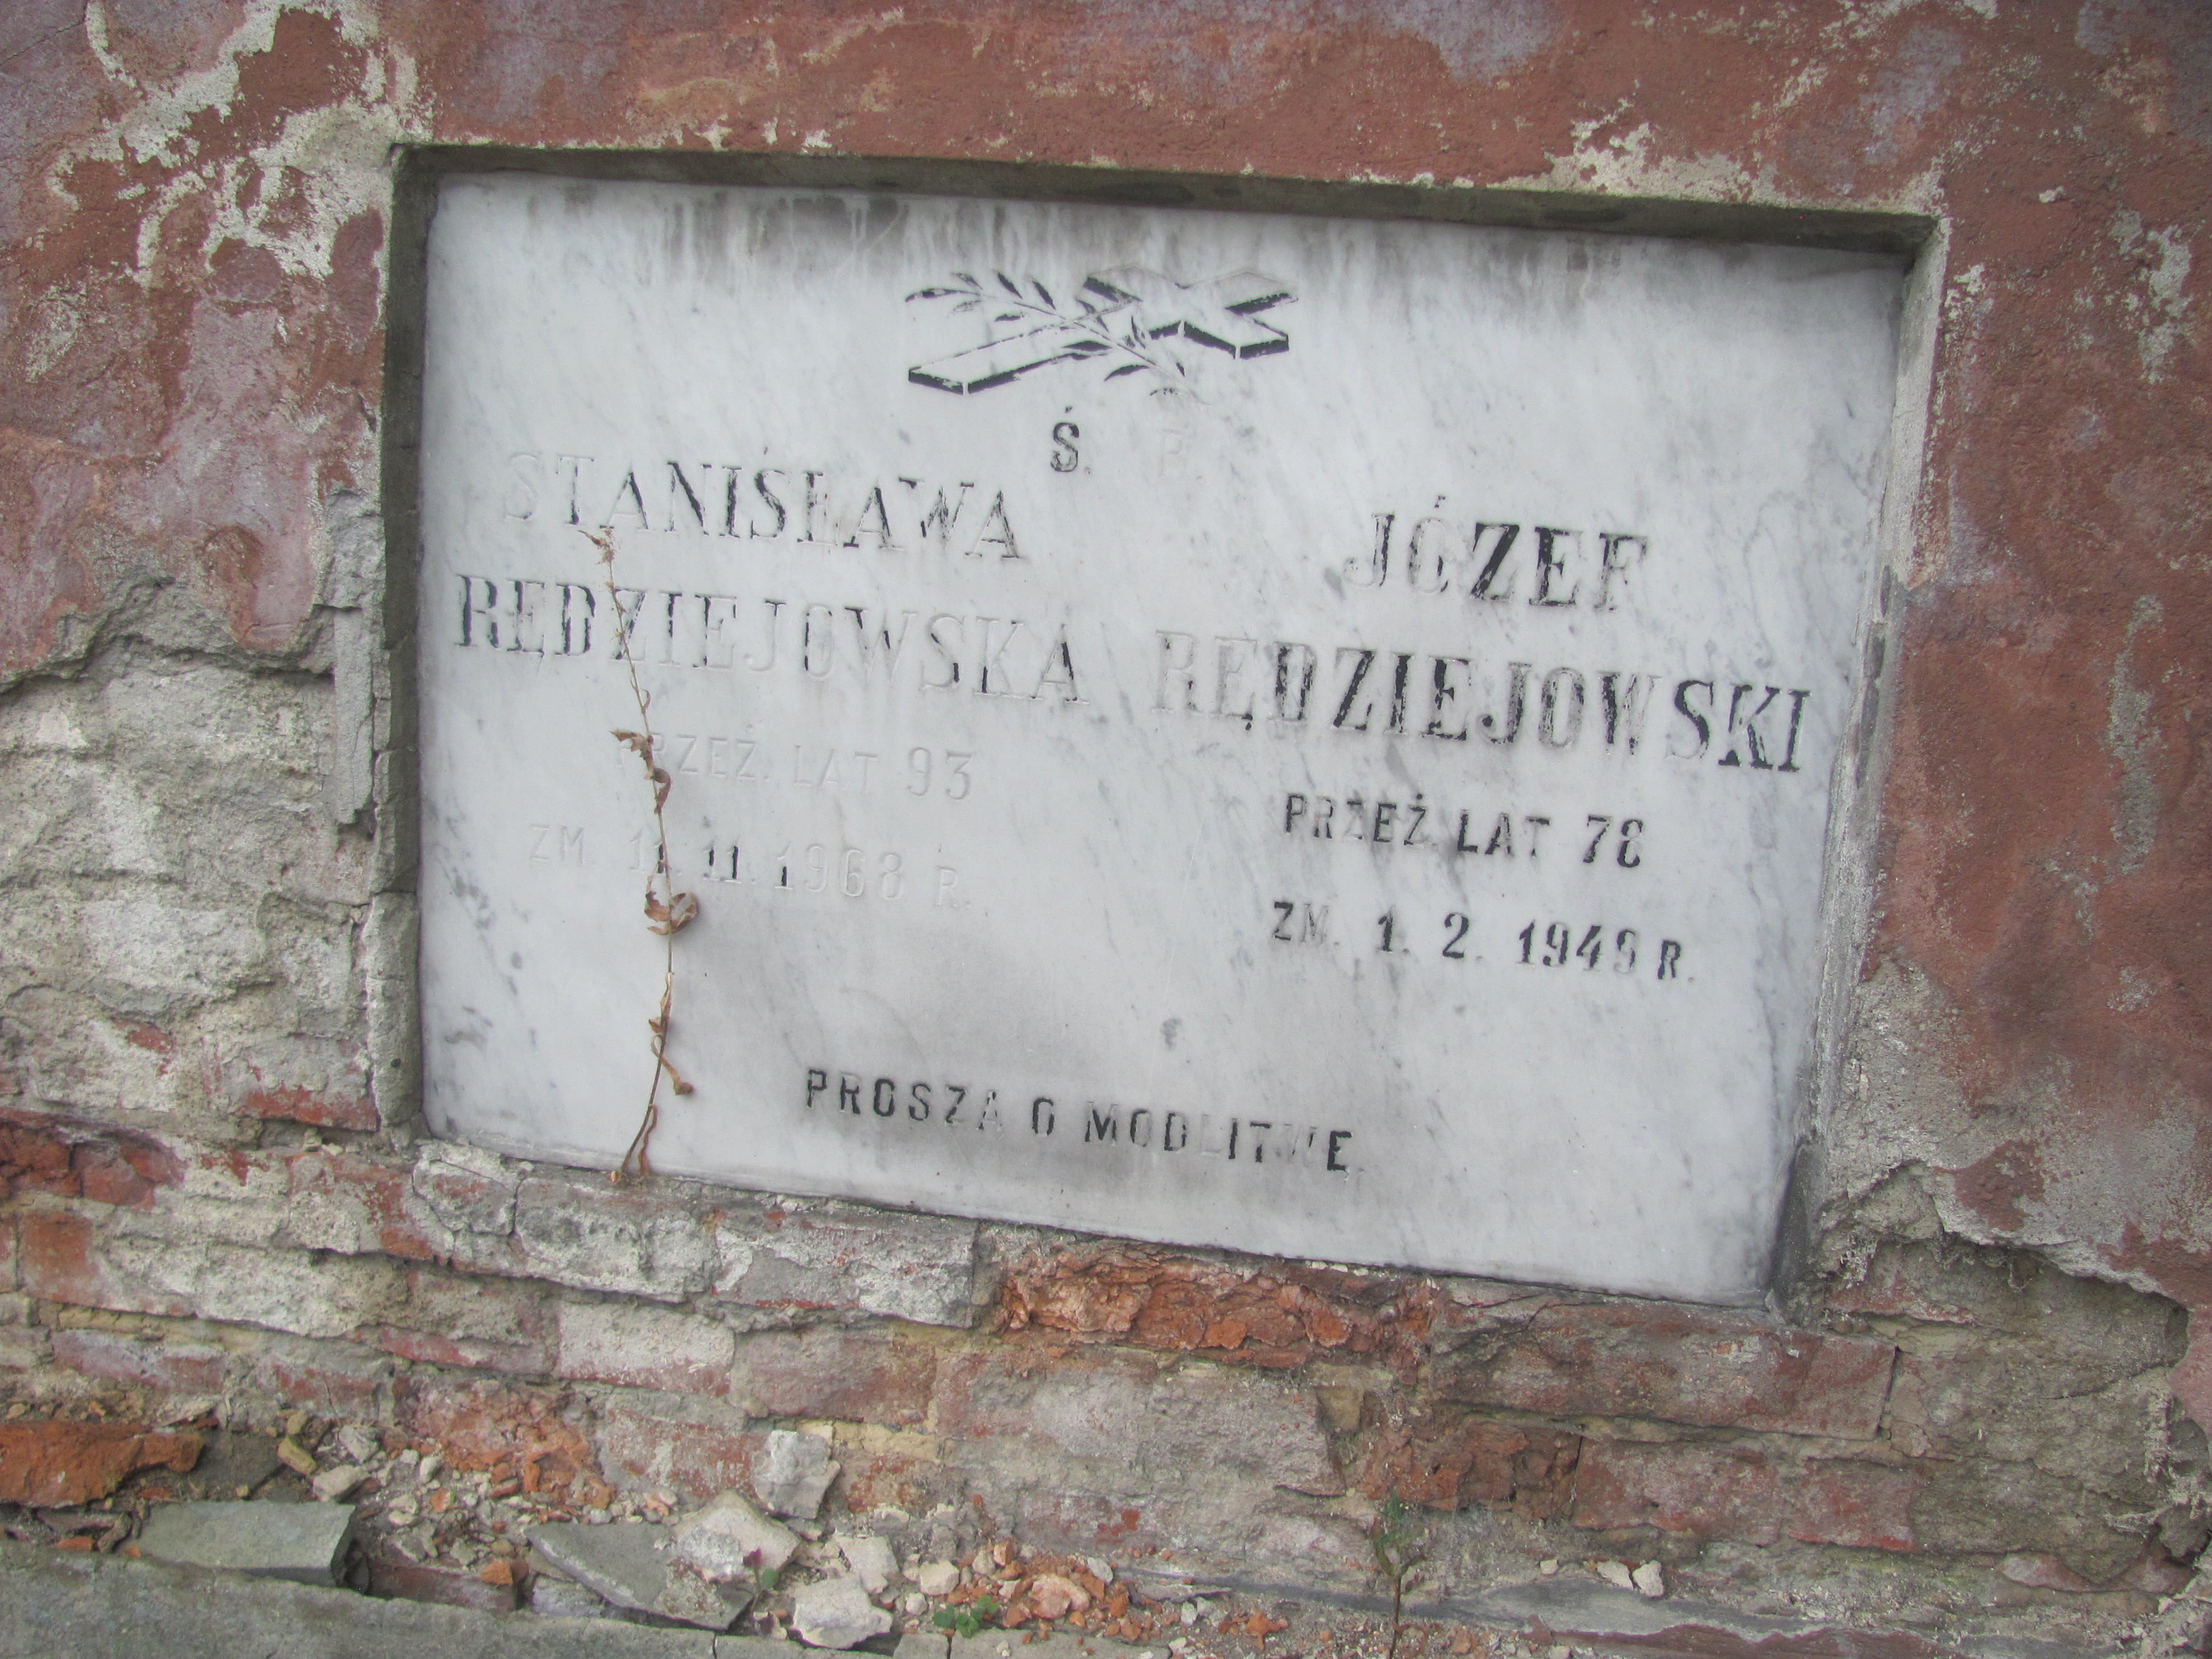 Ś. P.
STANISŁAWA
RĘDZIEJOWSKA
PRZEŻ. LAT 93
ZM. 11. 11. 1968 R.
JÓZEF
RĘDZIEJOWSKI
PRZEŻ. LAT 78
ZM. 1. 2. 1949 R.
PROSZĄ O MODLITWĘ